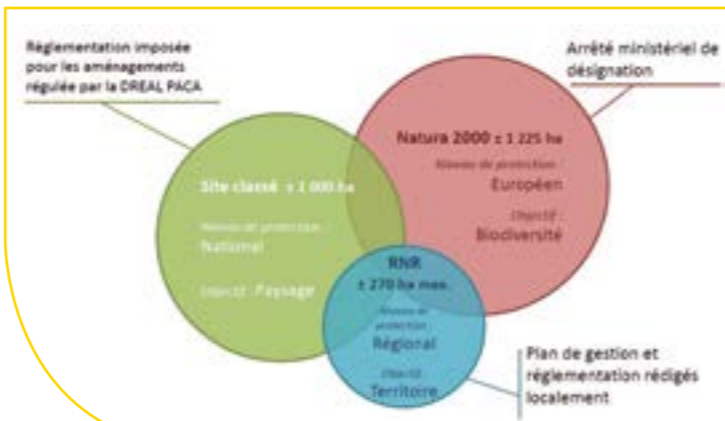 Règlementation imposée
pour les aménagements
régulée par la DREAL PACA
Arrêté ministériel de
désignation
Natura 2000 ± 1 225 ha
Niveau de protection :
Européen
Objectif :
Biodiversité
Site classé ± 1 000 ha
Niveau de protection :
National
Objectif : Paysage
RNR
± 270 ha max.
Niveau de
protection :
Régional
Objectif :
Territoire
Plan de gestion et
réglementation rédigés
localement